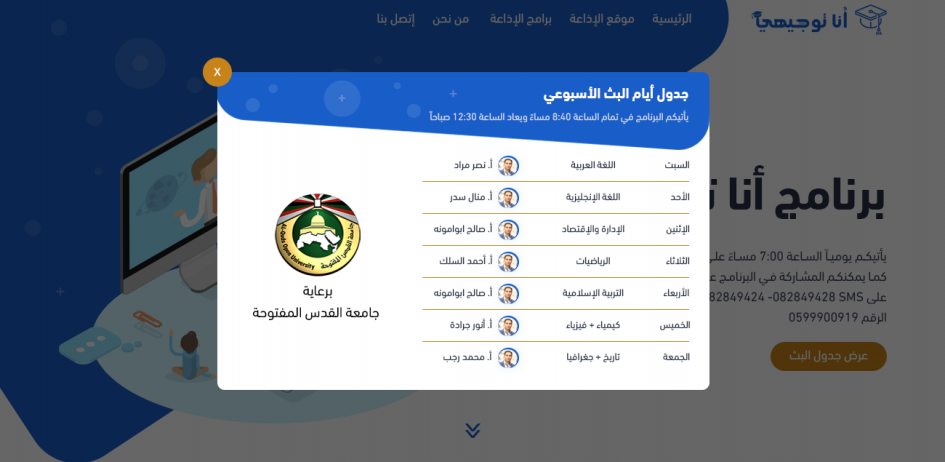 أنا توجيهي
الرئيسية
موقع الإذاعة
برامج الإذاعة
من نحن
إتصل بنا
X
جدول أيام البث الأسبوعي
يأتيكم البرنامج في تمام الساعة 8:40 مساءً ويعاد الساعة 12:30 صباحاً
السبت اللغة العربية أ. نصر مراد
الأحد اللغة الإنجليزية أ. منال سدر
الإثنين الإدارة والإقتصاد أ. صالح ابوامونه
الثلاثاء الرياضيات أ. أحمد السلك
الأربعاء التربية الإسلامية أ. صالح ابوامونه
الخميس كيمياء + فيزياء أ. أنور جرادة
الجمعة تاريخ + جغرافيا أ. محمد رجب
جامعة القدس المفتوحة
Al-Quds Open University
برعاية
جامعة القدس المفتوحة
برنامج أنا
يأتيكم يومياً الساعة 7:00 مساءً
كما يمكنكم المشاركة في البرنامج
على SMS 082849428 -082849424
الرقم 0599900919
عرض جدول البث